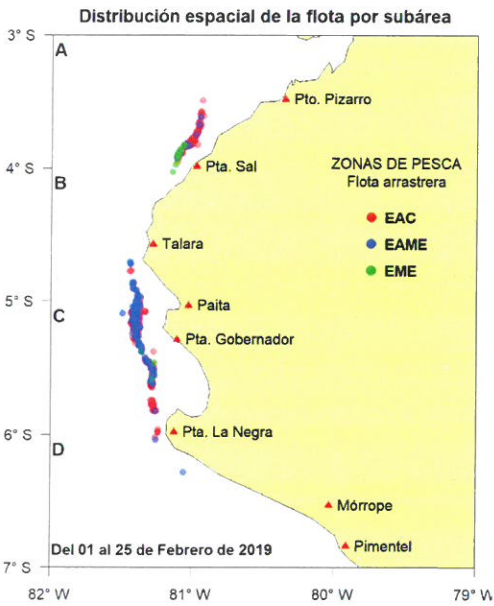 Distribución espacial de la flota por subárea
3° S
A
Pto. Pizarro
4° S
Pta. Sal
ZONAS DE PESCA
Flota arrastrera
B
EAC
Talara
EAME
EME
5° S
C
Paita
Pta. Gobernador
6° S
Pta. La Negra
D
Mórrope
Del 01 al 25 de Febrero de 2019
Pimentel
7° S
82° W
81° W
80° W
79° W